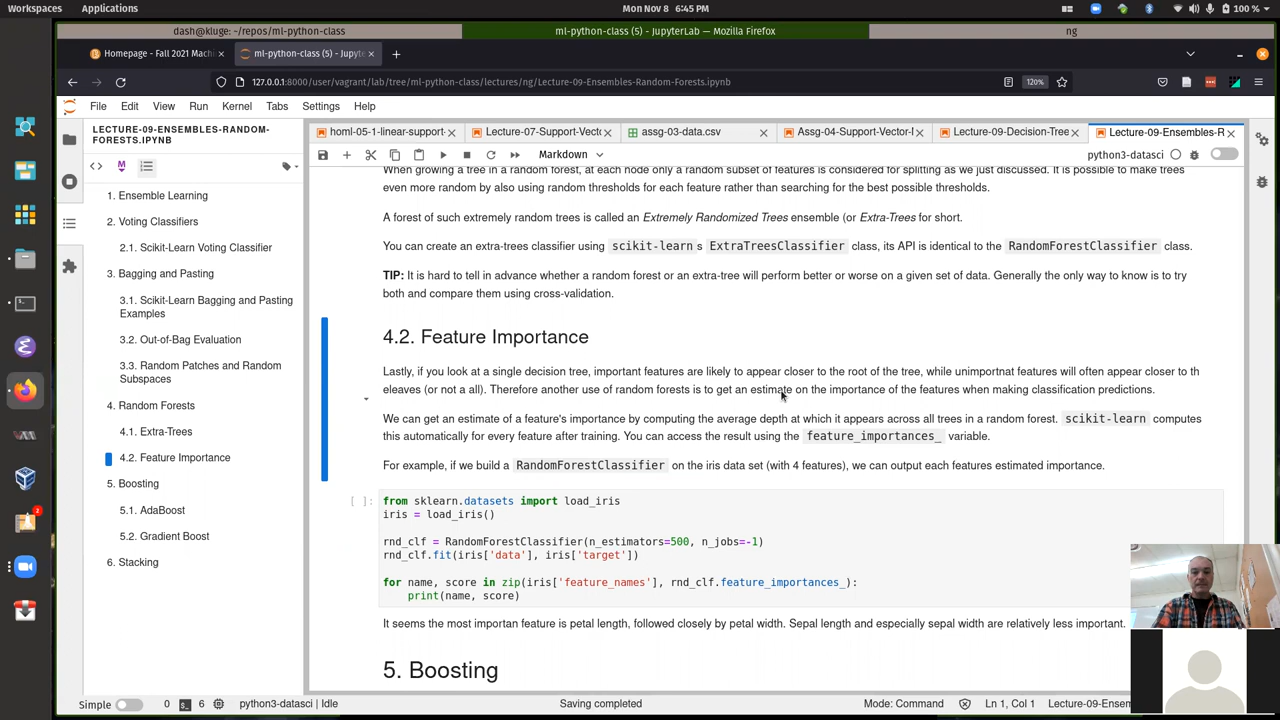 Workspaces Applications Mon Nov 8 6:45 PM 100 %
dash@kluge: ~/repos/ml-python-class ml-python-class (5) — JupyterLab — Mozilla Firefox ng
Homepage - Fall 2021 Machi ml-python-class (5) - Jupyter
127.0.0.1:8000/user/vagrant/lab/tree/ml-python-class/lectures/ng/Lecture-09-Ensembles-Random-Forests.ipynb 120%
File Edit View Run Kernel Tabs Settings Help
LECTURE-09-ENSEMBLES-RANDOM-
FORESTS.IPYNB
homl-05-1-linear-support- Lecture-07-Support-Vect assg-03-data.csv Assg-04-Support-Vector-I Lecture-09-Decision-Tree Lecture-09-Ensembles-R
Markdown python3-datasci
1. Ensemble Learning
2. Voting Classifiers
2.1. Scikit-Learn Voting Classifier
3. Bagging and Pasting
3.1. Scikit-Learn Bagging and Pasting
Examples
3.2. Out-of-Bag Evaluation
3.3. Random Patches and Random
Subspaces
4. Random Forests
4.1. Extra-Trees
4.2. Feature Importance
5. Boosting
5.1. AdaBoost
5.2. Gradient Boost
6. Stacking
When growing a tree in a random forest, at each node only a random subset of features is considered for splitting as we just discussed. It is possible to make trees
even more random by also using random thresholds for each feature rather than searching for the best possible thresholds.
A forest of such extremely random trees is called an Extremely Randomized Trees ensemble (or Extra-Trees for short.
You can create an extra-trees classifier using scikit-learn s ExtraTreesClassifier class, its API is identical to the RandomForestClassifier class.
TIP: It is hard to tell in advance whether a random forest or an extra-tree will perform better or worse on a given set of data. Generally the only way to know is to try
both and compare them using cross-validation.
4.2. Feature Importance
Lastly, if you look at a single decision tree, important features are likely to appear closer to the root of the tree, while unimportnat features will often appear closer to th
eleaves (or not a all). Therefore another use of random forests is to get an estimate on the importance of the features when making classification predictions.
We can get an estimate of a feature's importance by computing the average depth at which it appears across all trees in a random forest. scikit-learn computes
this automatically for every feature after training. You can access the result using the feature_importances_ variable.
For example, if we build a RandomForestClassifier on the iris data set (with 4 features), we can output each features estimated importance.
[ ]: from sklearn.datasets import load_iris
iris = load_iris()
rnd_clf = RandomForestClassifier(n_estimators=500, n_jobs=-1)
rnd_clf.fit(iris['data'], iris['target'])
for name, score in zip(iris['feature_names'], rnd_clf.feature_importances_):
print(name, score)
It seems the most importan feature is petal length, followed closely by petal width. Sepal length and especially sepal width are relatively less important.
5. Boosting
Simple 0 6 python3-datasci | Idle Saving completed Mode: Command Ln 1, Col 1 Lecture-09-Ensem